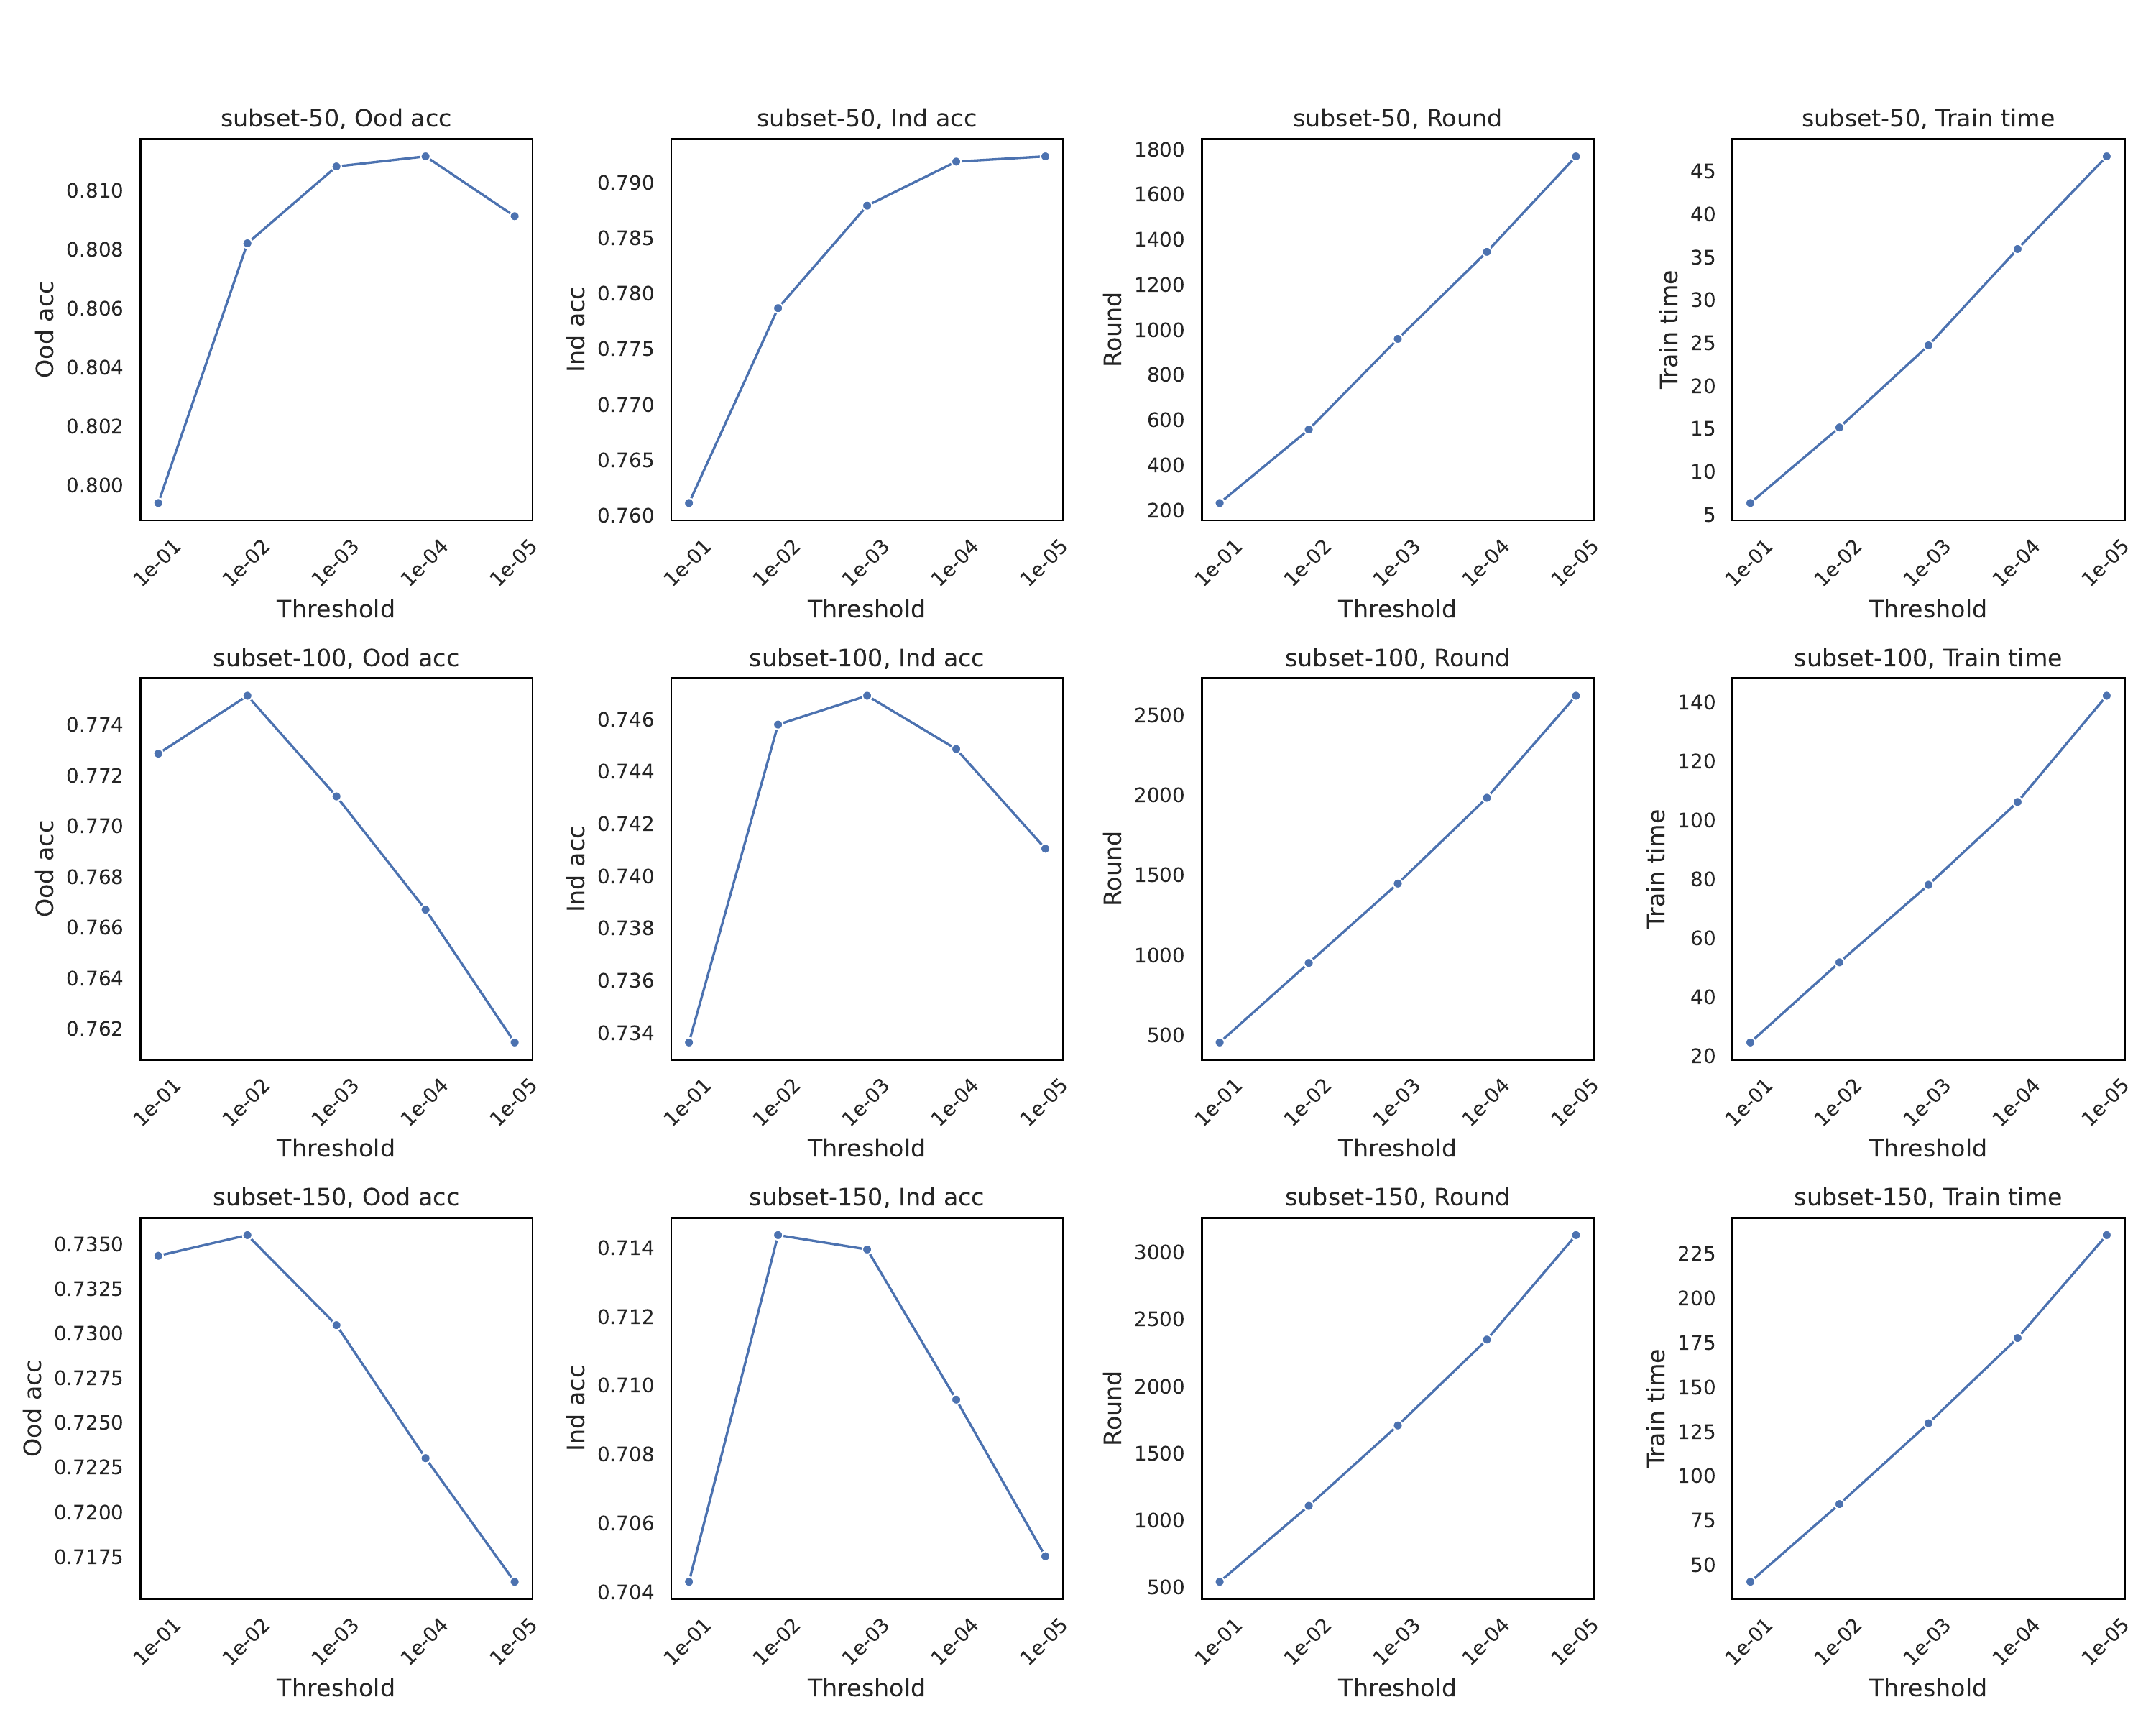 subset-50, Ood acc
Ood acc
0.810
0.808
0.806
0.804
0.802
0.800
1e-01 1e-02 1e-03 1e-04 1e-05
Threshold
subset-50, Ind acc
Ind acc
0.790
0.785
0.780
0.775
0.770
0.765
0.760
1e-01 1e-02 1e-03 1e-04 1e-05
Threshold
subset-50, Round
Round
1800
1600
1400
1200
1000
800
600
400
200
1e-01 1e-02 1e-03 1e-04 1e-05
Threshold
subset-50, Train time
Train time
45
40
35
30
25
20
15
10
5
1e-01 1e-02 1e-03 1e-04 1e-05
Threshold
subset-100, Ood acc
Ood acc
0.774
0.772
0.770
0.768
0.766
0.764
0.762
1e-01 1e-02 1e-03 1e-04 1e-05
Threshold
subset-100, Ind acc
Ind acc
0.746
0.744
0.742
0.740
0.738
0.736
0.734
1e-01 1e-02 1e-03 1e-04 1e-05
Threshold
subset-100, Round
Round
2500
2000
1500
1000
500
1e-01 1e-02 1e-03 1e-04 1e-05
Threshold
subset-100, Train time
Train time
140
120
100
80
60
40
20
1e-01 1e-02 1e-03 1e-04 1e-05
Threshold
subset-150, Ood acc
Ood acc
0.7350
0.7325
0.7300
0.7275
0.7250
0.7225
0.7200
0.7175
1e-01 1e-02 1e-03 1e-04 1e-05
Threshold
subset-150, Ind acc
Ind acc
0.714
0.712
0.710
0.708
0.706
0.704
1e-01 1e-02 1e-03 1e-04 1e-05
Threshold
subset-150, Round
Round
3000
2500
2000
1500
1000
500
1e-01 1e-02 1e-03 1e-04 1e-05
Threshold
subset-150, Train time
Train time
225
200
175
150
125
100
75
50
1e-01 1e-02 1e-03 1e-04 1e-05
Threshold